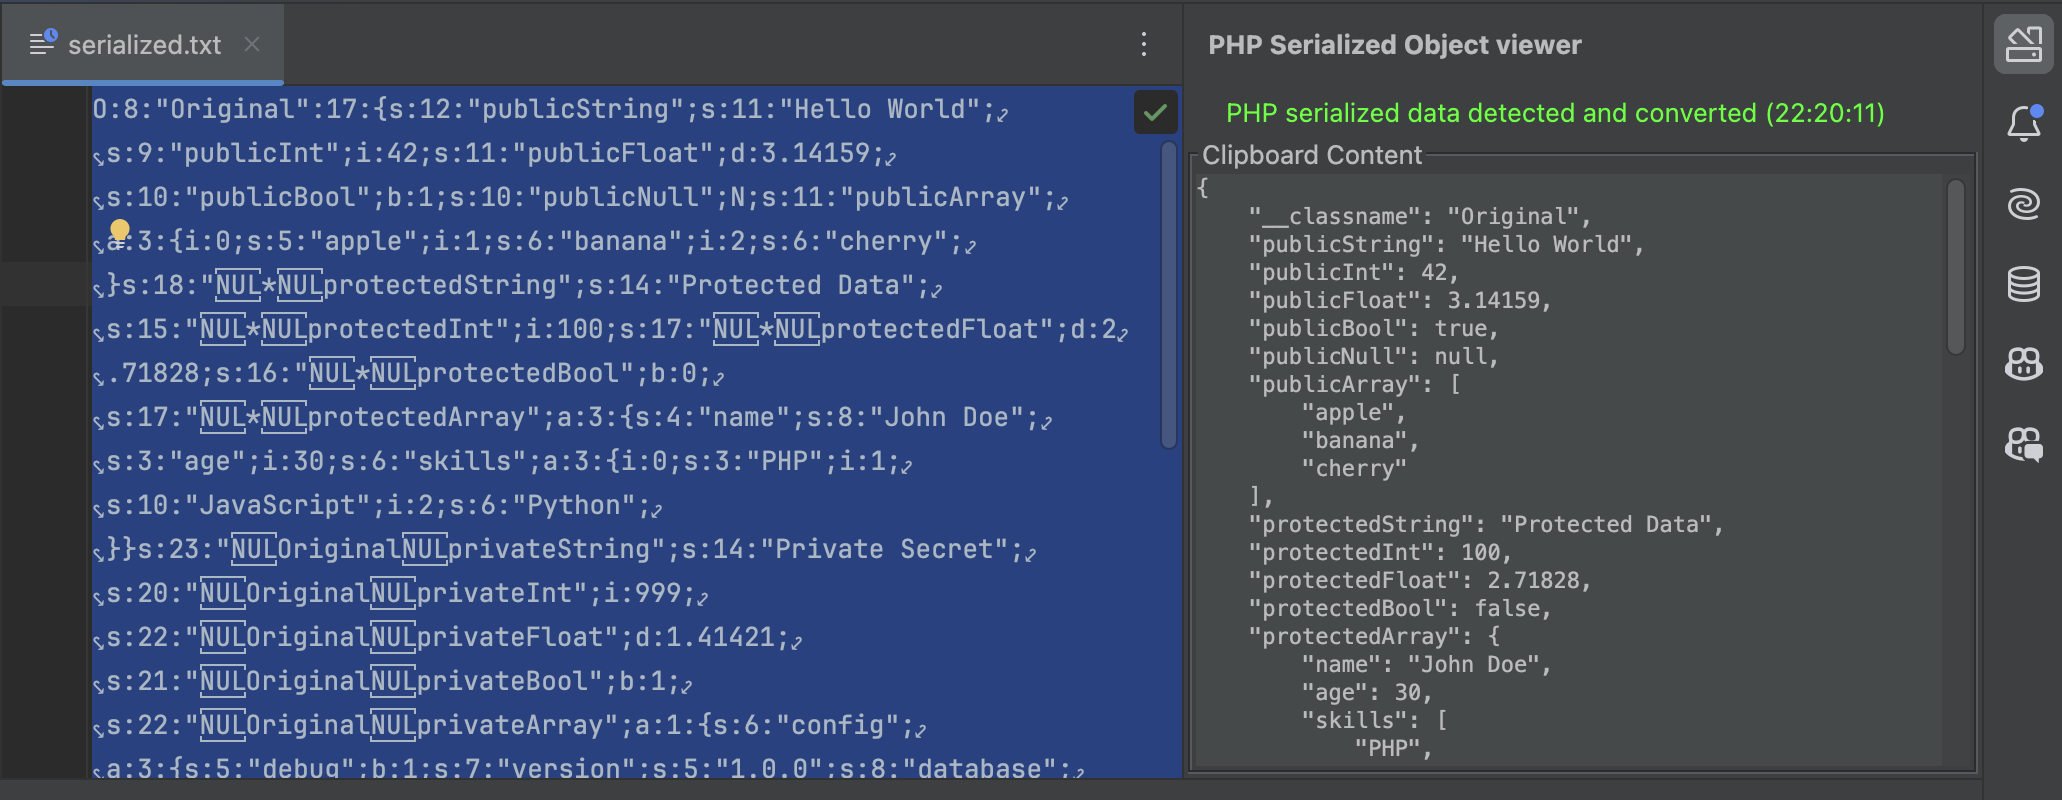 serialized.txt
O:8:"Original":17:{s:12:"publicString";s:11:"Hello World";
s:9:"publicInt";i:42;s:11:"publicFloat";d:3.14159;
s:10:"publicBool";b:1;s:10:"publicNull";N;s:11:"publicArray";
a:3:{i:0;s:5:"apple";i:1;s:6:"banana";i:2;s:6:"cherry";
}s:18:"NUL*NULprotectedString";s:14:"Protected Data";
s:15:"NUL*NULprotectedInt";i:100;s:17:"NUL*NULprotectedFloat";d:2
.71828;s:16:"NUL*NULprotectedBool";b:0;
s:17:"NUL*NULprotectedArray";a:3:{s:4:"name";s:8:"John Doe";
s:3:"age";i:30;s:6:"skills";a:3:{i:0;s:3:"PHP";i:1;
s:10:"JavaScript";i:2;s:6:"Python";
}}s:23:"NULOriginalNULprivateString";s:14:"Private Secret";
s:20:"NULOriginalNULprivateInt";i:999;
s:22:"NULOriginalNULprivateFloat";d:1.41421;
s:21:"NULOriginalNULprivateBool";b:1;
s:22:"NULOriginalNULprivateArray";a:1:{s:6:"config";
a:3:{s:5:"debug";b:1;s:7:"version";s:5:"1.0.0";s:8:"database";
PHP Serialized Object viewer
PHP serialized data detected and converted (22:20:11)
Clipboard Content
{
"__classname": "Original",
"publicString": "Hello World",
"publicInt": 42,
"publicFloat": 3.14159,
"publicBool": true,
"publicNull": null,
"publicArray": [
"apple",
"banana",
"cherry"
],
"protectedString": "Protected Data",
"protectedInt": 100,
"protectedFloat": 2.71828,
"protectedBool": false,
"protectedArray": {
"name": "John Doe",
"age": 30,
"skills": [
"PHP",